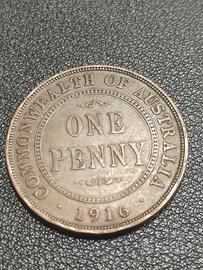 COMMONWEALTH OF AUSTRALIA
ONE
PENNY
· 1916 ·